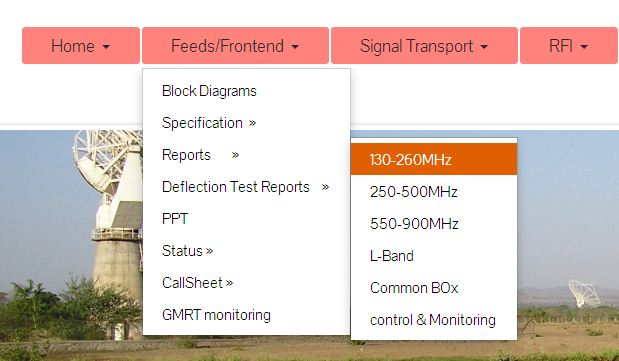 Home Feeds/Frontend Signal Transport RFI
Block Diagrams
Specification »
Reports »
Deflection Test Reports »
PPT
Status »
CallSheet »
GMRT monitoring
130-260MHz
250-500MHz
550-900MHz
L-Band
Common BOx
control & Monitoring